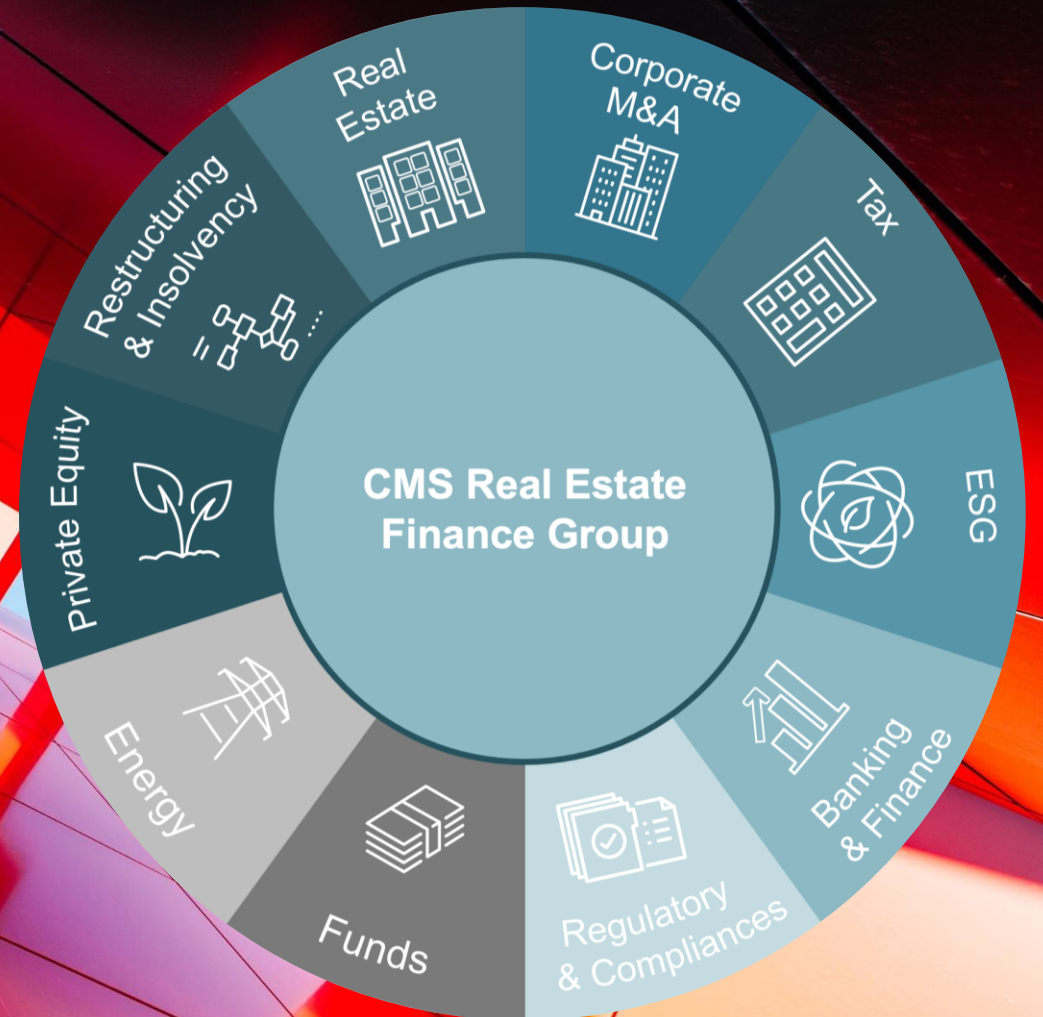 Real
Estate
Corporate
M&A
Tax
ESG
Banking
& Finance
Regulatory
& Compliances
Funds
Energy
Private Equity
Restructuring
& Insolvency
CMS Real Estate
Finance Group